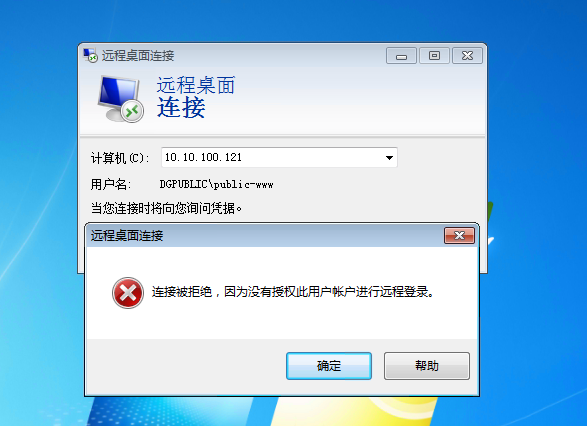 远程桌面连接
远程桌面
连接
计算机(C): 10.10.100.121
用户名: DGPUBLIC\public-www
当您连接时将向您询问凭据。
远程桌面连接
连接被拒绝，因为没有授权此用户帐户进行远程登录。
确定 帮助